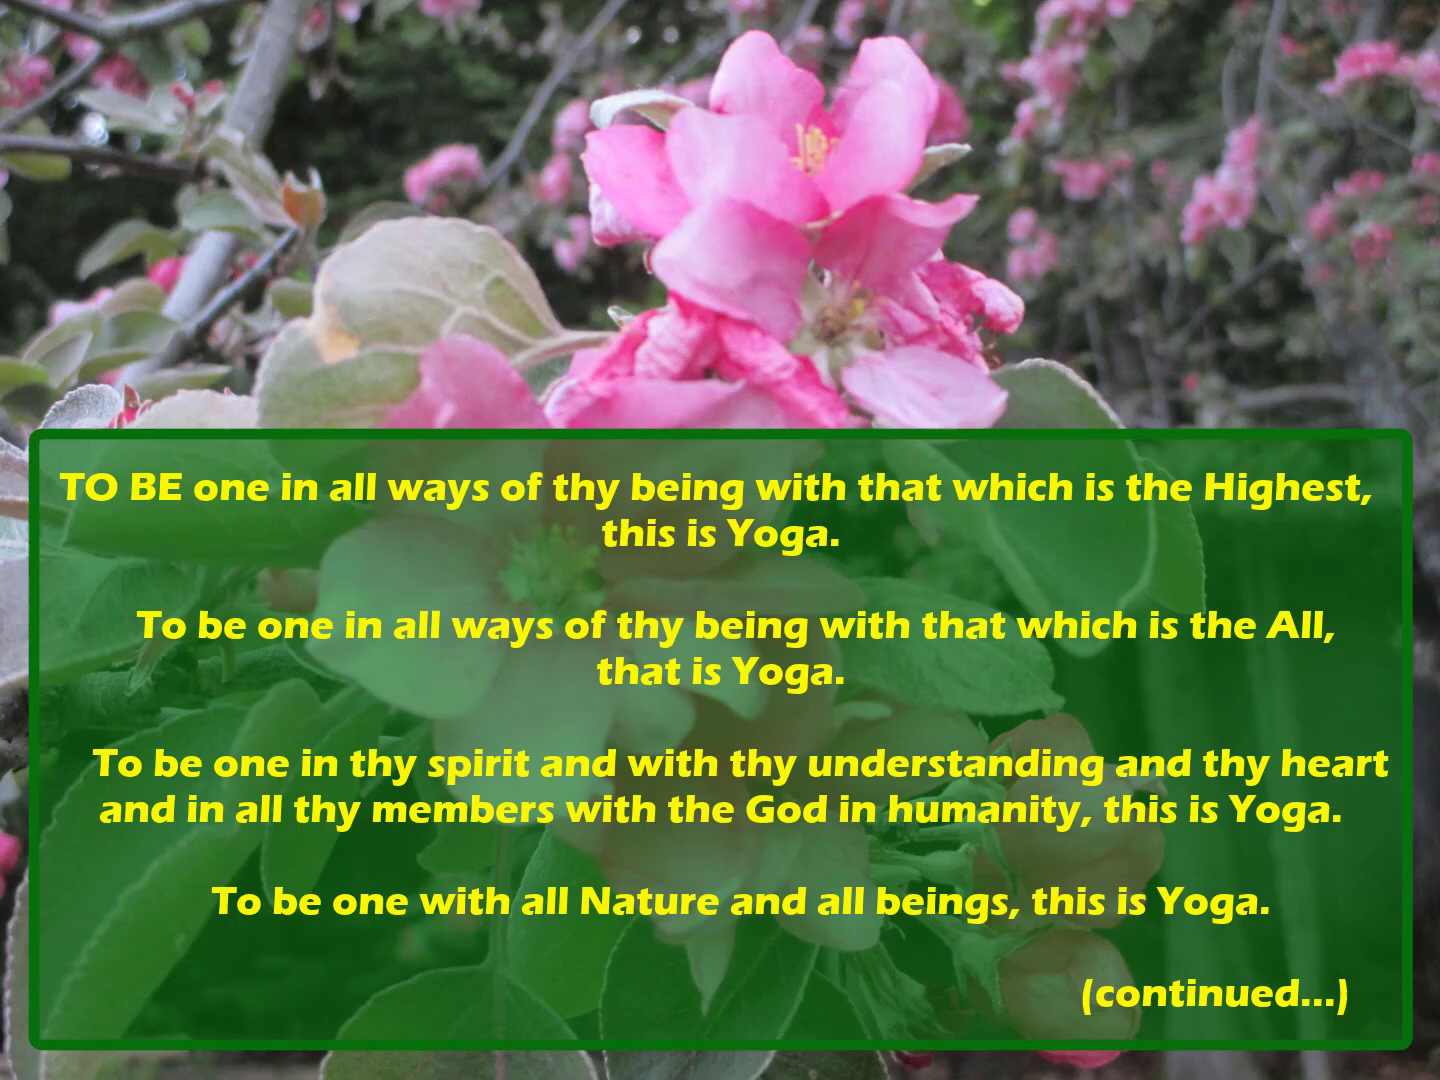 TO BE one in all ways of thy being with that which is the Highest,
this is Yoga.
To be one in all ways of thy being with that which is the All,
that is Yoga.
To be one in thy spirit and with thy understanding and thy heart
and in all thy members with the God in humanity, this is Yoga.
To be one with all Nature and all beings, this is Yoga.
(continued...)